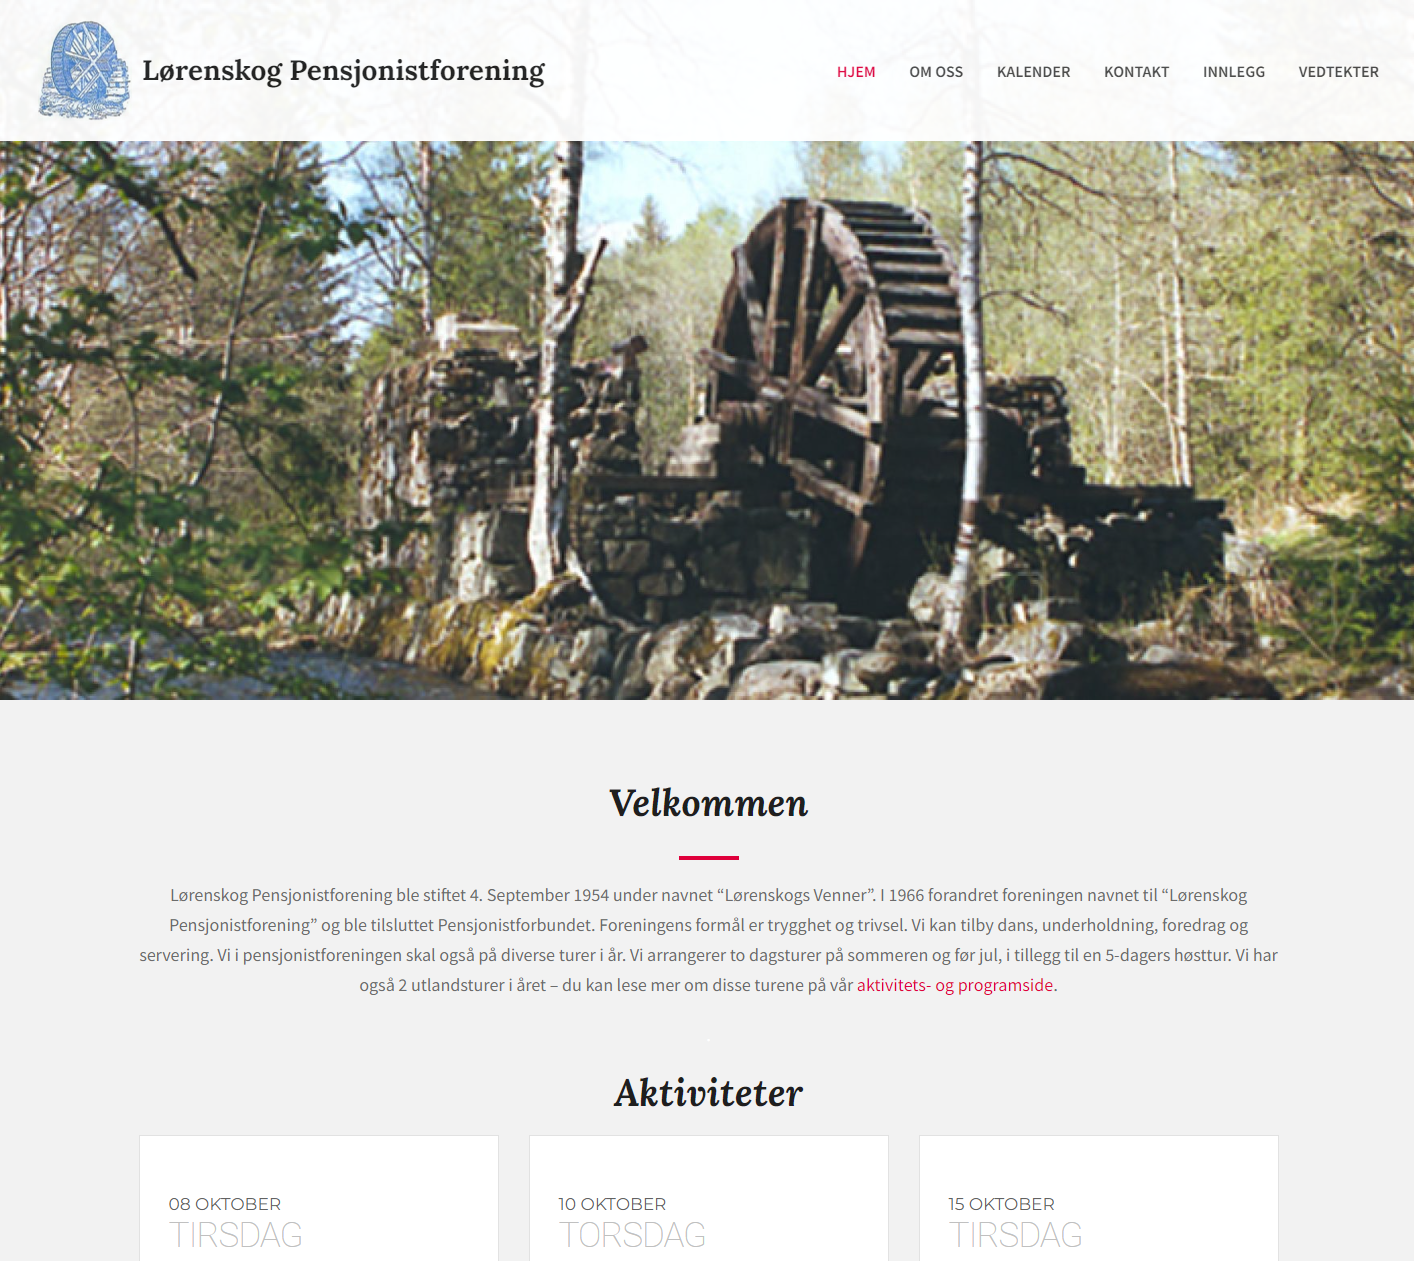 Lørenskog Pensjonistforening
HJEM OM OSS KALENDER KONTAKT INNLEGG VEDTEKTER
Velkommen
Lørenskog Pensjonistforening ble stiftet 4. September 1954 under navnet “Lørenskogs Venner”. I 1966 forandret foreningen navnet til “Lørenskog
Pensjonistforening” og ble tilsluttet Pensjonistforbundet. Foreningens formål er trygghet og trivsel. Vi kan tilby dans, underholdning, foredrag og
servering. Vi i pensjonistforeningen skal også på diverse turer i år. Vi arrangerer to dagsturer på sommeren og før jul, i tillegg til en 5-dagers høsttur. Vi har
også 2 utlandsturer i året – du kan lese mer om disse turene på vår aktivitets- og programside.
Aktiviteter
08 OKTOBER
TIRSDAG
10 OKTOBER
TORSDAG
15 OKTOBER
TIRSDAG